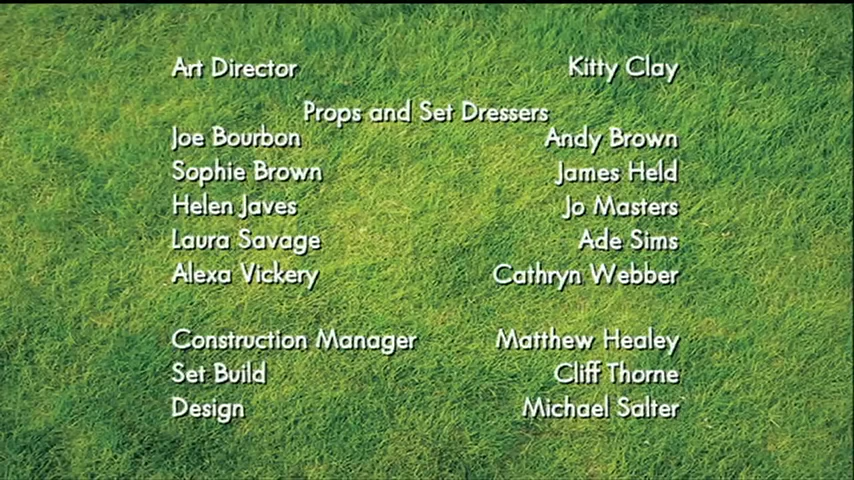 Art Director Kitty Clay
Props and Set Dressers
Joe Bourbon Andy Brown
Sophie Brown James Held
Helen Javes Jo Masters
Laura Savage Ade Sims
Alexa Vickery Cathryn Webber
Construction Manager Matthew Healey
Set Build Cliff Thorne
Design Michael Salter